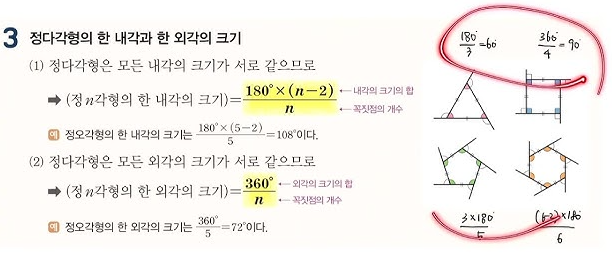 3 정다각형의 한 내각과 한 외각의 크기
(1) 정다각형은 모든 내각의 크기가 서로 같으므로
➡ (정n각형의 한 내각의 크기)=180°×(n-2)/n
← 내각의 크기의 합
← 꼭짓점의 개수
예 정오각형의 한 내각의 크기는 180°×(5-2)/5=108°이다.
(2) 정다각형은 모든 외각의 크기가 서로 같으므로
➡ (정n각형의 한 외각의 크기)=360°/n
← 외각의 크기의 합
← 꼭짓점의 개수
예 정오각형의 한 외각의 크기는 360°/5=72°이다.
180°/3=60° 360°/4=90°
3×180°/5 (6-2)×180°/6